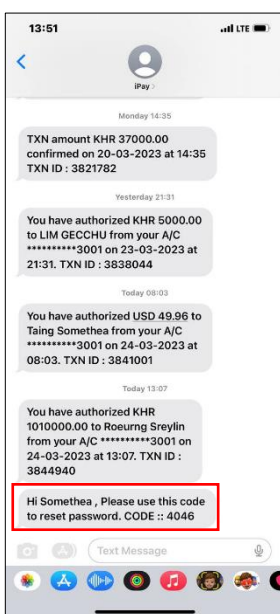 13:51
LTE
iPay
Monday 14:35
TXN amount KHR 37000.00
confirmed on 20-03-2023 at 14:35
TXN ID : 3821782
Yesterday 21:31
You have authorized KHR 5000.00
to LIM GECCHU from your A/C
**********3001 on 23-03-2023 at
21:31. TXN ID : 3838044
Today 08:03
You have authorized USD 49.96 to
Taing Somethea from your A/C
**********3001 on 24-03-2023 at
08:03. TXN ID : 3841001
Today 13:07
You have authorized KHR
1010000.00 to Roeurng Sreylin
from your A/C **********3001 on
24-03-2023 at 13:07. TXN ID :
3844940
Hi Somethea , Please use this code
to reset password. CODE :: 4046
Text Message